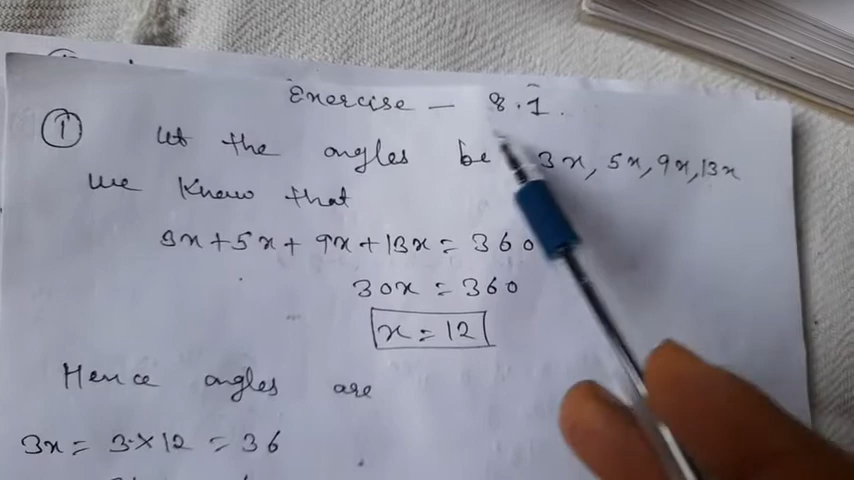 Exercise - 8.1.
① let the angles be 3x, 5x, 9x, 13x
We know that
3x + 5x + 9x + 13x = 360
30x = 360
x = 12
Hence angles are
3x = 3 × 12 = 36